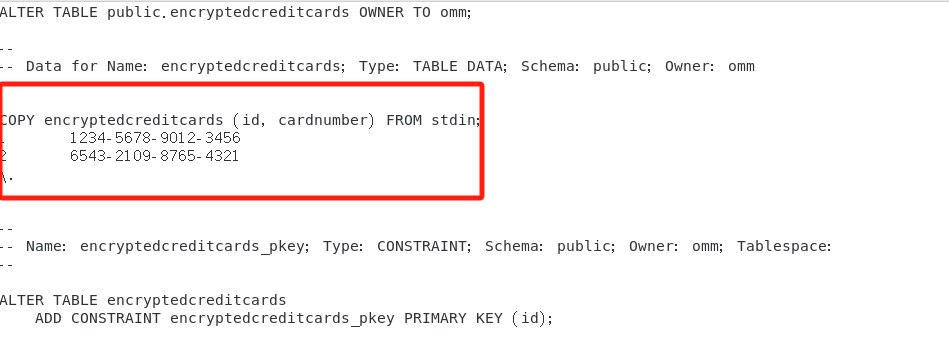 ALTER TABLE public.encryptedcreditcards OWNER TO omm;
--
-- Data for Name: encryptedcreditcards; Type: TABLE DATA; Schema: public; Owner: omm
COPY encryptedcreditcards (id, cardnumber) FROM stdin;
1 1234-5678-9012-3456
2 6543-2109-8765-4321
\.
--
-- Name: encryptedcreditcards_pkey; Type: CONSTRAINT; Schema: public; Owner: omm; Tablespace:
--
ALTER TABLE encryptedcreditcards
ADD CONSTRAINT encryptedcreditcards_pkey PRIMARY KEY (id);